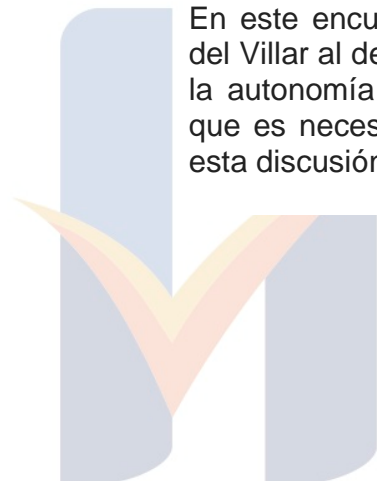 En este encu
del Villar al de
la autonomía
que es neces
esta discusión